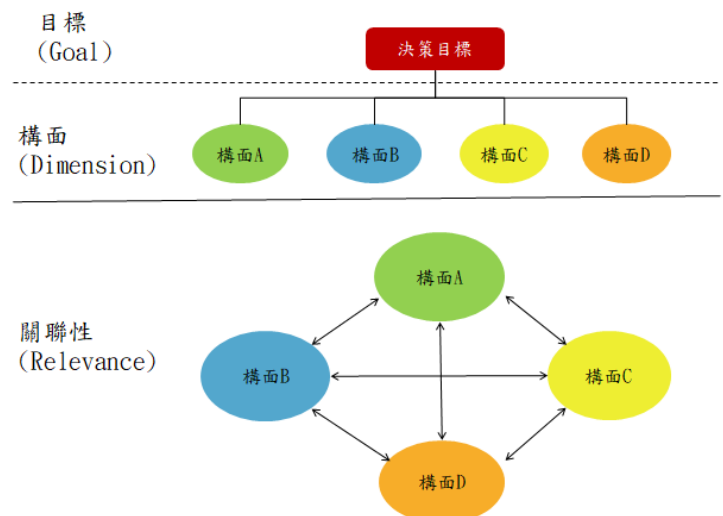 目標
(Goal)
決策目標
構面
(Dimension)
構面A
構面B
構面C
構面D
關聯性
(Relevance)
構面A
構面B
構面C
構面D